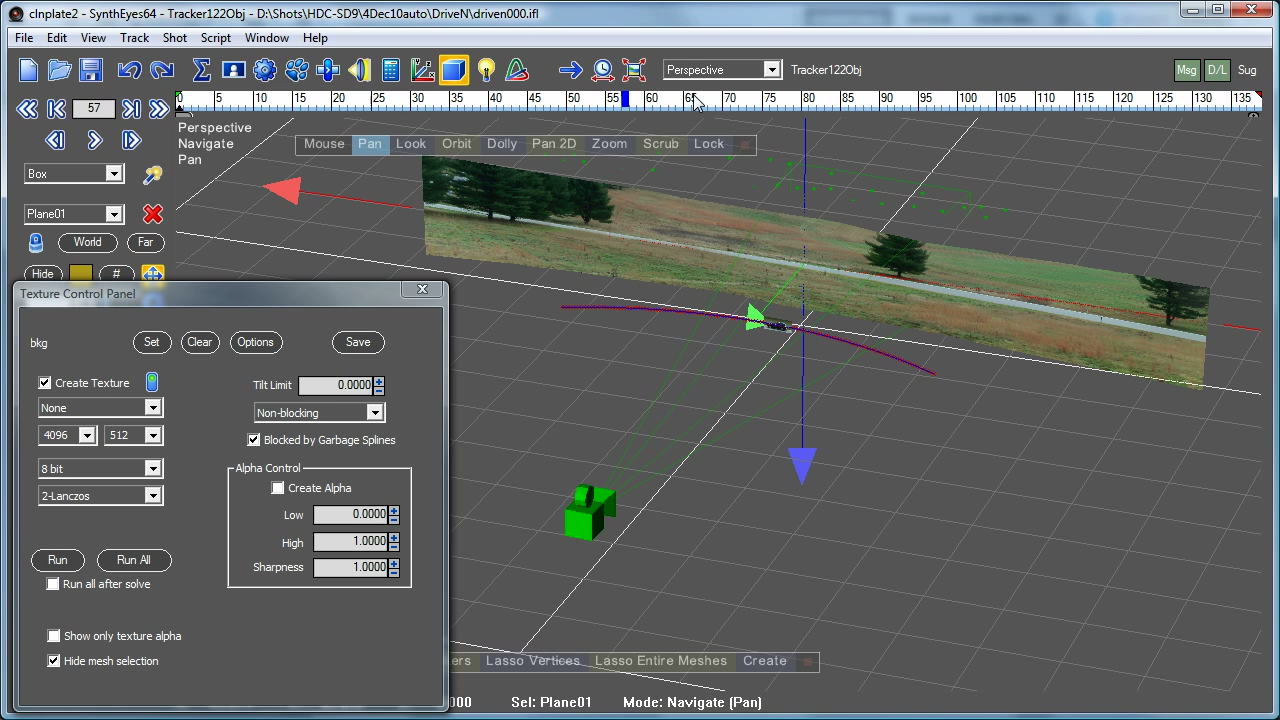 cInplate2 - SynthEyes64 - Tracker122Obj - D:\Shots\HDC-SD9\4Dec10auto\DriveN\driven000.ifl
File Edit View Track Shot Script Window Help
Perspective Tracker122Obj Msg D/L Sug
57
0 5 10 15 20 25 30 35 40 45 50 55 60 65 70 75 80 85 90 95 100 105 110 115 120 125 130 135
Perspective
Navigate
Pan
Mouse Pan Look Orbit Dolly Pan 2D Zoom Scrub Lock
Box
Plane01
World Far
Hide #
Texture Control Panel
bkg Set Clear Options Save
Create Texture
Tilt Limit 0.0000
None
Non-blocking
4096 512
Blocked by Garbage Splines
8 bit
Alpha Control
2-Lanczos
Create Alpha
Low 0.0000
High 1.0000
Run Run All
Sharpness 1.0000
Run all after solve
Show only texture alpha
Hide mesh selection
ers Lasso Vertices Lasso Entire Meshes Create
000 Sel: Plane01 Mode: Navigate (Pan)